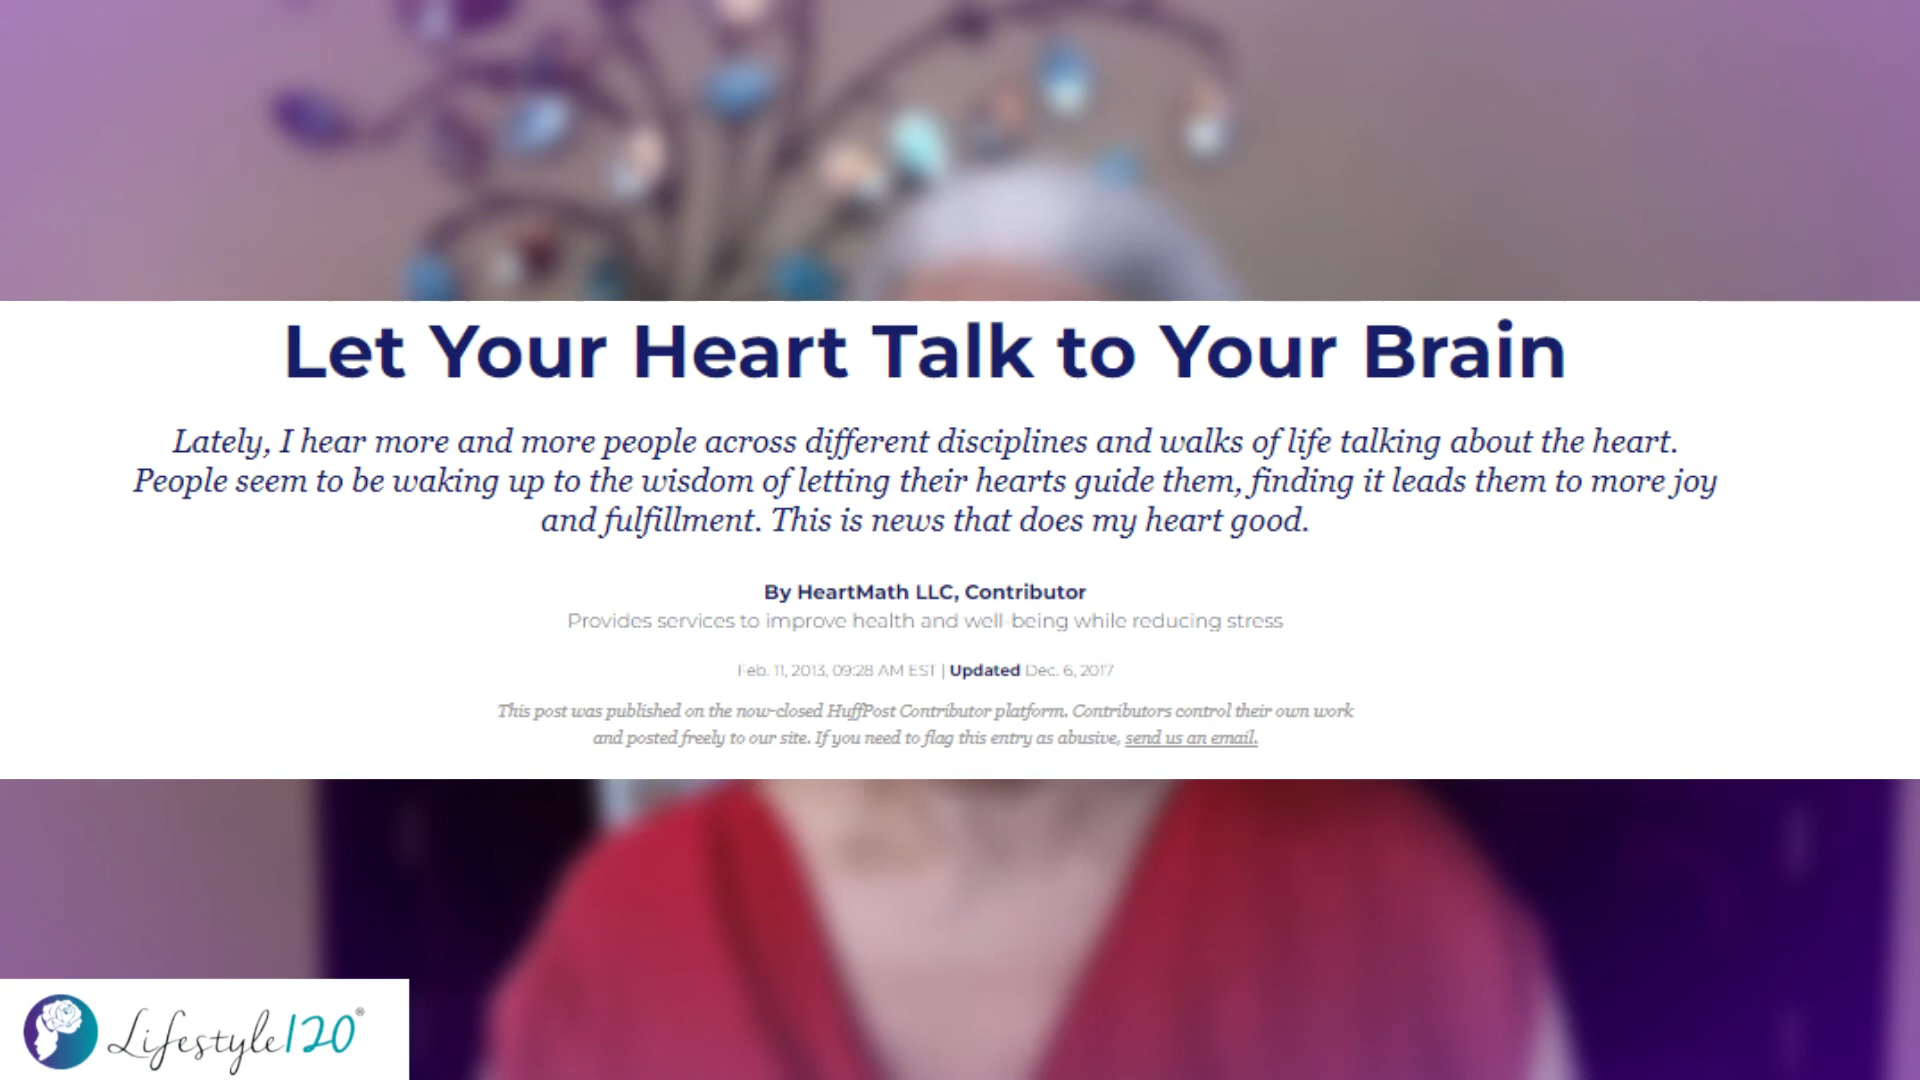 Let Your Heart Talk to Your Brain
Lately, I hear more and more people across different disciplines and walks of life talking about the heart.
People seem to be waking up to the wisdom of letting their hearts guide them, finding it leads them to more joy
and fulfillment. This is news that does my heart good.
By HeartMath LLC, Contributor
Provides services to improve health and well-being while reducing stress
Feb. 11, 2013, 09:28 AM EST | Updated Dec. 6, 2017
This post was published on the now-closed HuffPost Contributor platform. Contributors control their own work
and posted freely to our site. If you need to flag this entry as abusive, send us an email.
Lifestyle120®